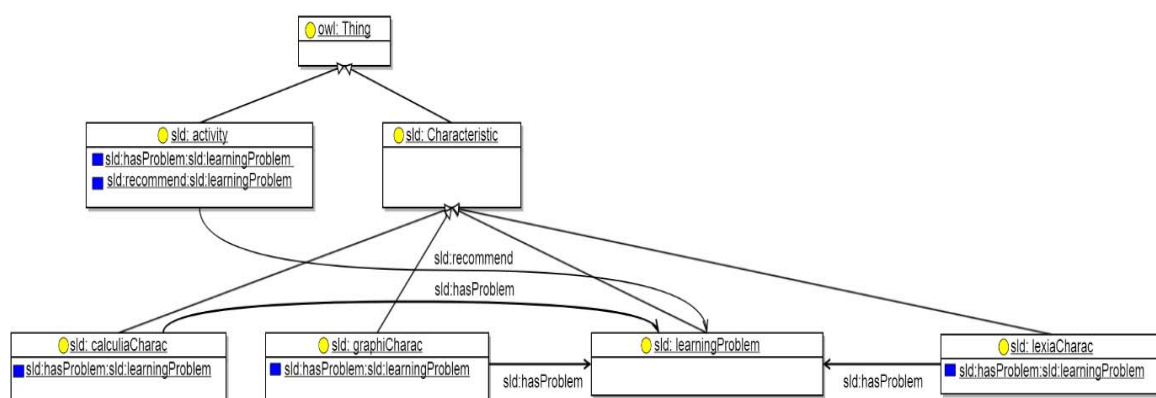 owl: Thing
sld: activity
sld:hasProblem:sld:learningProblem
sld:recommend:sld:learningProblem
sld: Characteristic
sld:recommend
sld:hasProblem
sld: calculiaCharac
sld:hasProblem:sld:learningProblem
sld: graphiCharac
sld:hasProblem:sld:learningProblem
sld:hasProblem
sld: learningProblem
sld:hasProblem
sld: lexiaCharac
sld:hasProblem:sld:learningProblem